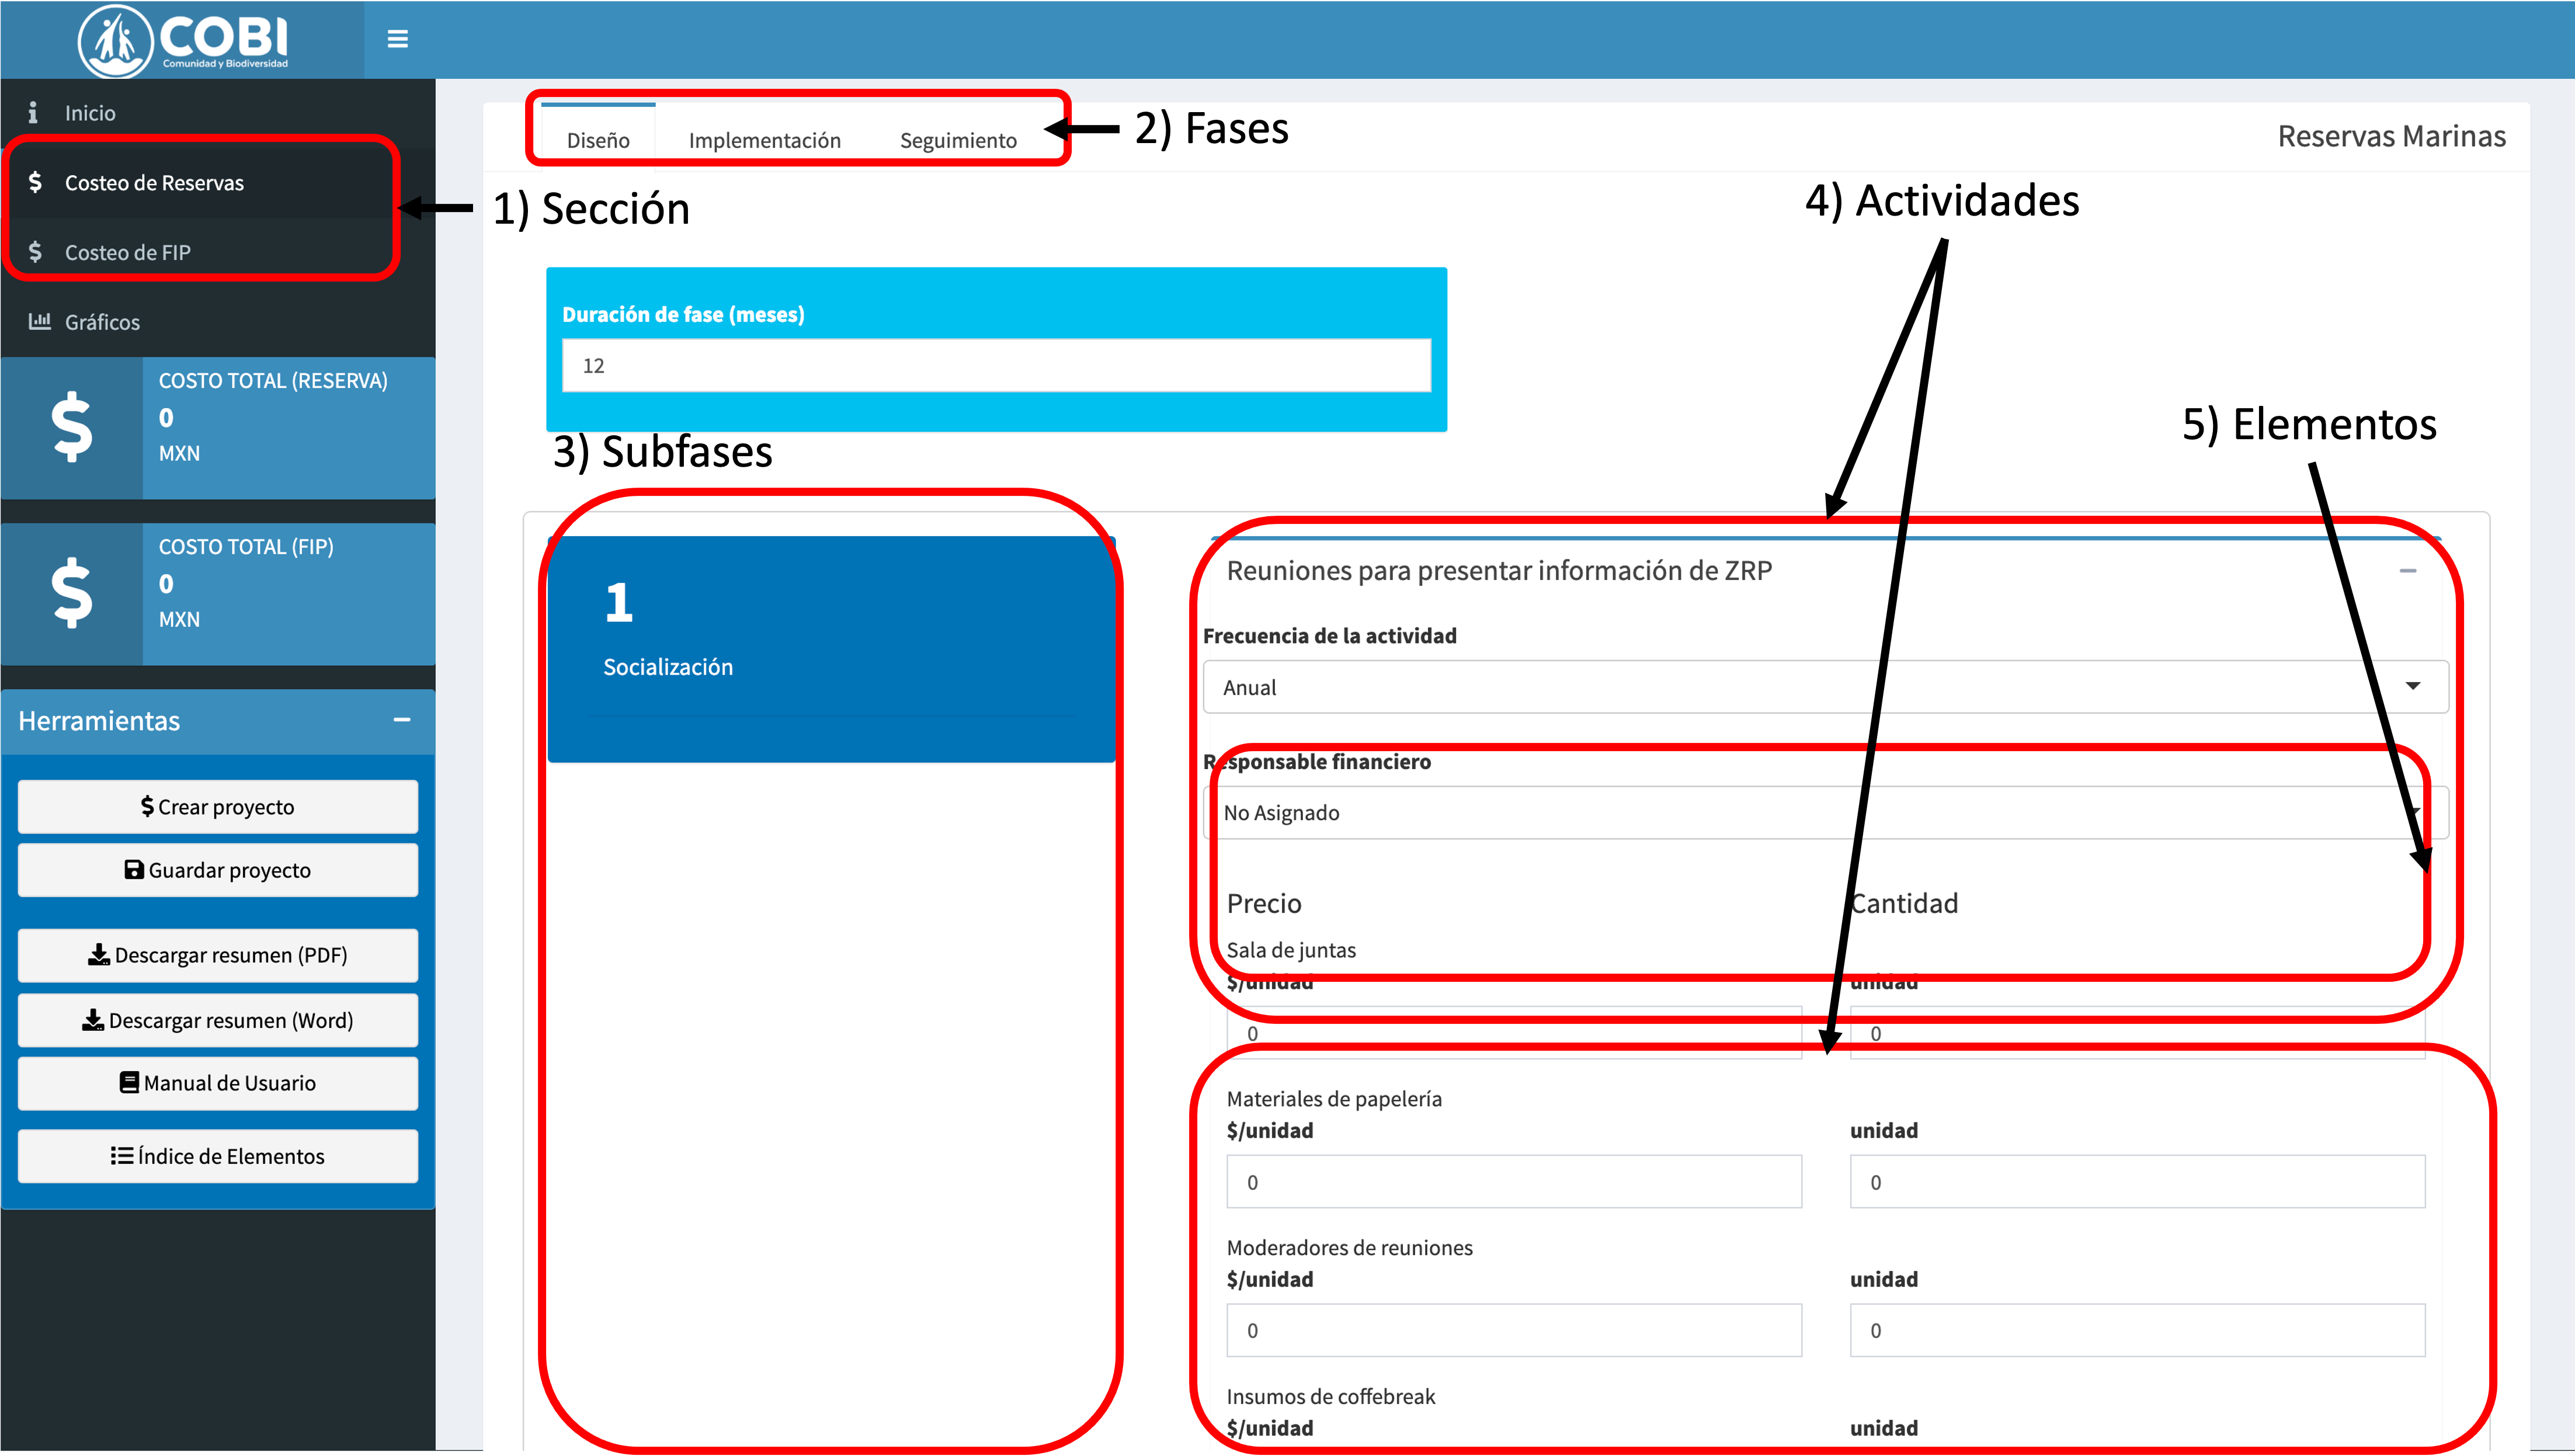 COBI
Comunidad y Biodiversidad
Inicio
Costeo de Reservas
Costeo de FIP
Gráficos
COSTO TOTAL (RESERVA)
0
MXN
COSTO TOTAL (FIP)
0
MXN
Herramientas
$ Crear proyecto
Guardar proyecto
Descargar resumen (PDF)
Descargar resumen (Word)
Manual de Usuario
Índice de Elementos
Diseño Implementación Seguimiento
2) Fases
Reservas Marinas
1) Sección
4) Actividades
Duración de fase (meses)
12
5) Elementos
3) Subfases
1
Socialización
Reuniones para presentar información de ZRP
Frecuencia de la actividad
Anual
Responsable financiero
No Asignado
Precio Cantidad
Sala de juntas
$/unidad unidad
0 0
Materiales de papelería
$/unidad unidad
0 0
Moderadores de reuniones
$/unidad unidad
0 0
Insumos de coffebreak
$/unidad unidad